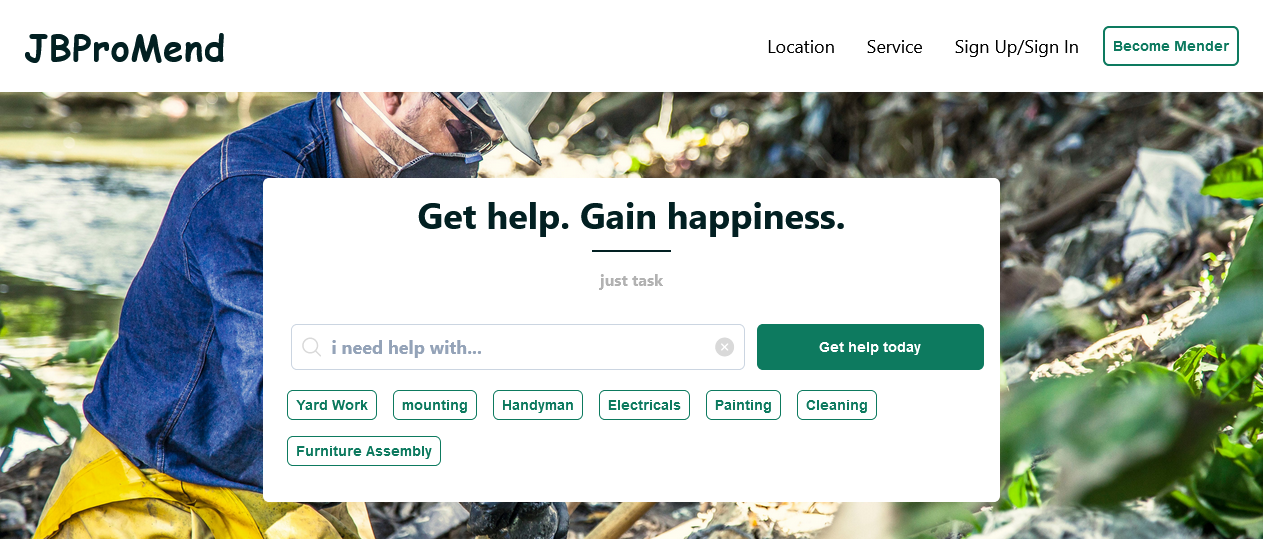 JBProMend
Location Service Sign Up/Sign In Become Mender
Get help. Gain happiness.
just task
i need help with...
Get help today
Yard Work mounting Handyman Electricals Painting Cleaning
Furniture Assembly